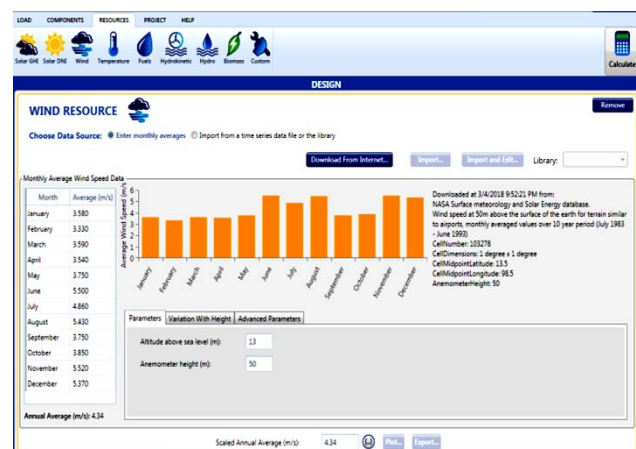 LOAD COMPONENTS RESOURCES PROJECT HELP
Solar GHI Solar DNI Wind Temperature Fuels Hydrokinetic Hydro Biomass Custom
Calculate
DESIGN
WIND RESOURCE
Remove
Choose Data Source: Enter monthly averages Import from a time series data file or the library
Download From Internet... Import... Import and Edit... Library:
Monthly Average Wind Speed Data
Month Average (m/s)
January 3.580
February 3.330
March 3.590
April 3.540
May 3.750
June 5.500
July 4.860
August 5.430
September 3.750
October 3.850
November 5.520
December 5.370
Annual Average (m/s): 4.34
Average Wind Speed (m/s)
6
5
4
3
2
1
0
January February March April May June July August September October November December
Downloaded at 3/4/2018 9:52:21 PM from:
NASA Surface meteorology and Solar Energy database.
Wind speed at 50m above the surface of the earth for terrain similar
to airports, monthly averaged values over 10 year period (July 1983
- June 1993)
CellNumber: 103278
CellDimensions: 1 degree x 1 degree
CellMidpointLatitude: 13.5
CellMidpointLongitude: 98.5
AnemometerHeight: 50
Parameters Variation With Height Advanced Parameters
Altitude above sea level (m): 13
Anemometer height (m): 50
Scaled Annual Average (m/s): 4.34 Plot... Export...